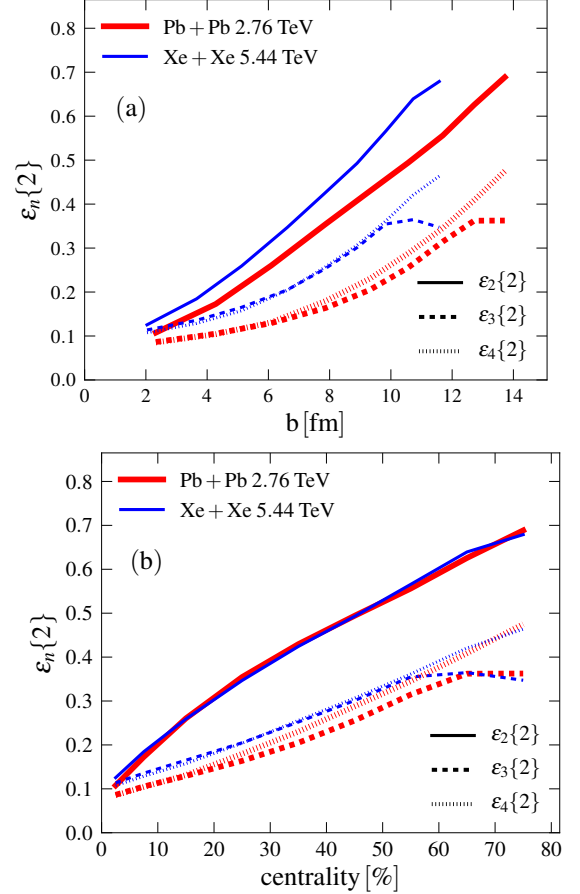 Pb + Pb 2.76 TeV
Xe + Xe 5.44 TeV
(a)
εn{2}
0.8
0.7
0.6
0.5
0.4
0.3
0.2
0.1
0.0
ε2{2}
ε3{2}
ε4{2}
0 2 4 6 8 10 12 14
b [fm]
Pb + Pb 2.76 TeV
Xe + Xe 5.44 TeV
(b)
εn{2}
0.8
0.7
0.6
0.5
0.4
0.3
0.2
0.1
0.0
ε2{2}
ε3{2}
ε4{2}
0 10 20 30 40 50 60 70 80
centrality [%]